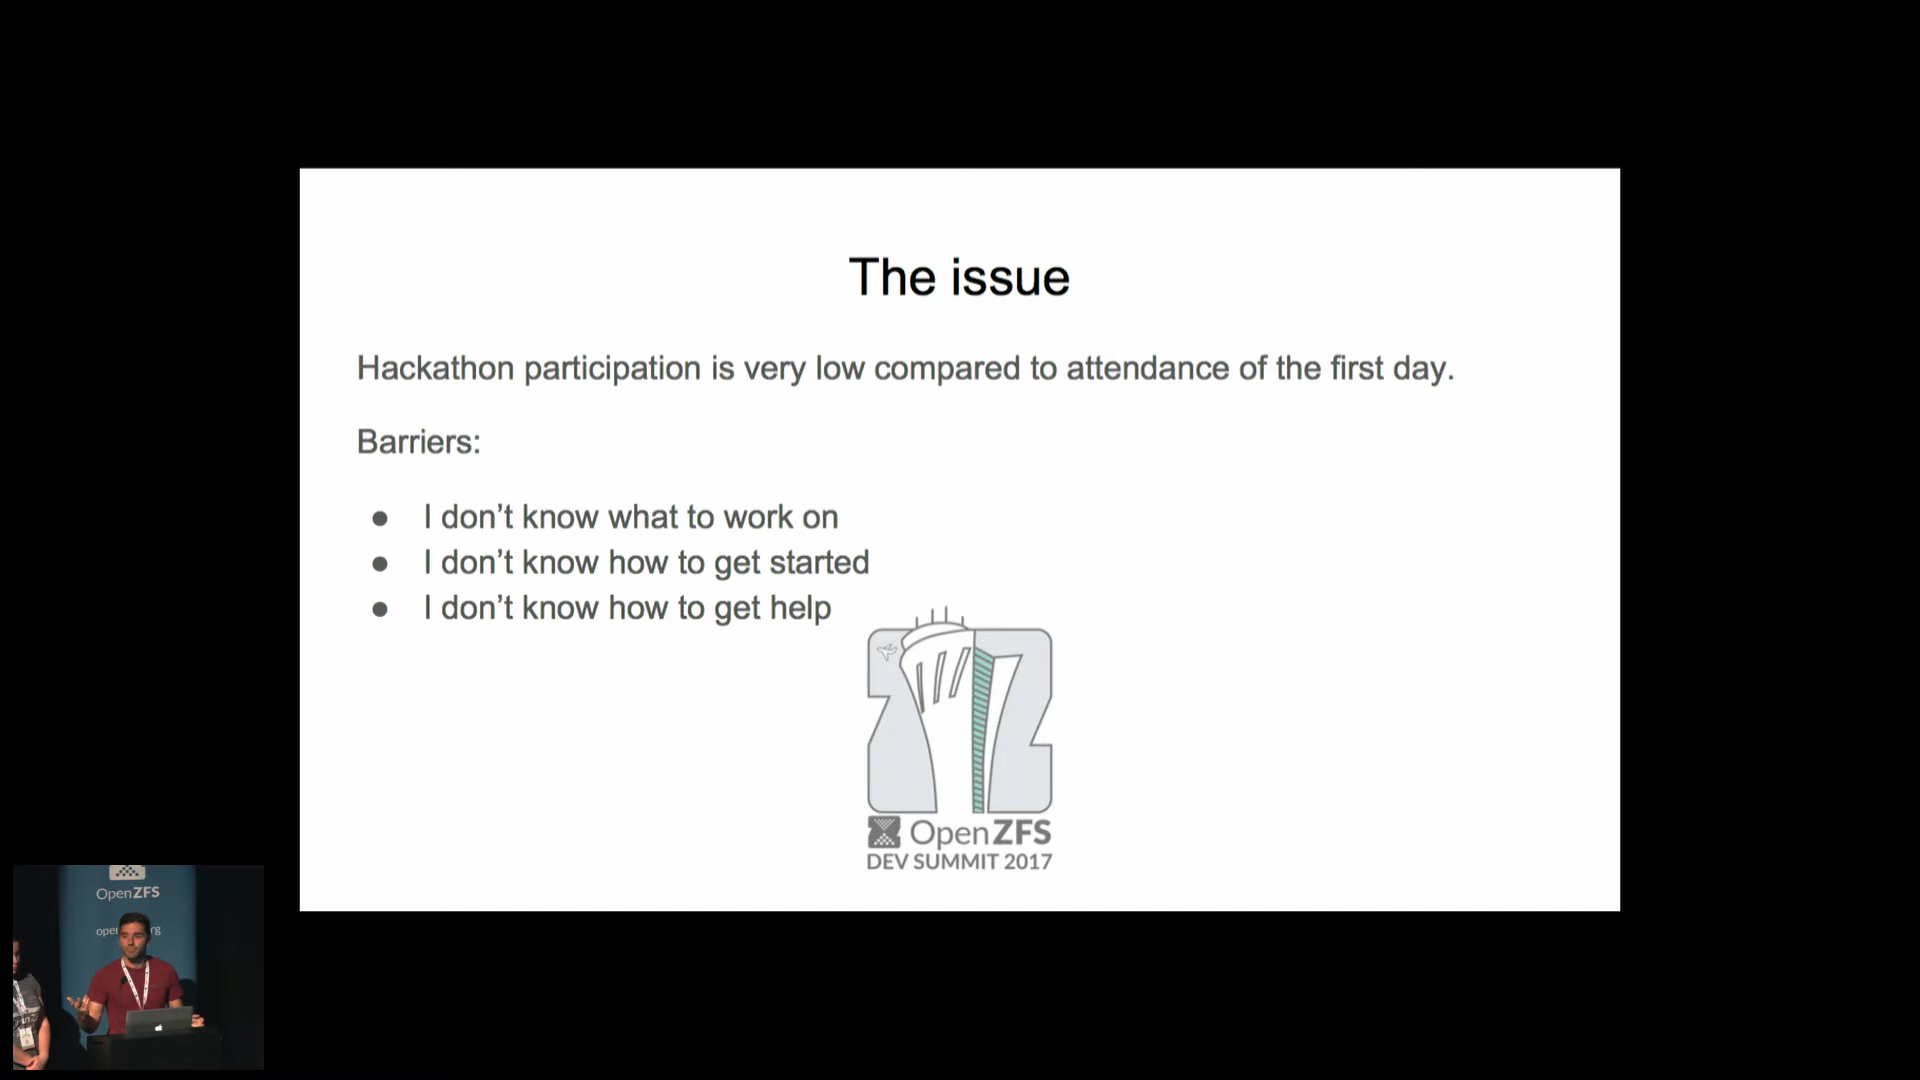 The issue
Hackathon participation is very low compared to attendance of the first day.
Barriers:
● I don’t know what to work on
● I don’t know how to get started
● I don’t know how to get help
OpenZFS
DEV SUMMIT 2017
OpenZFS